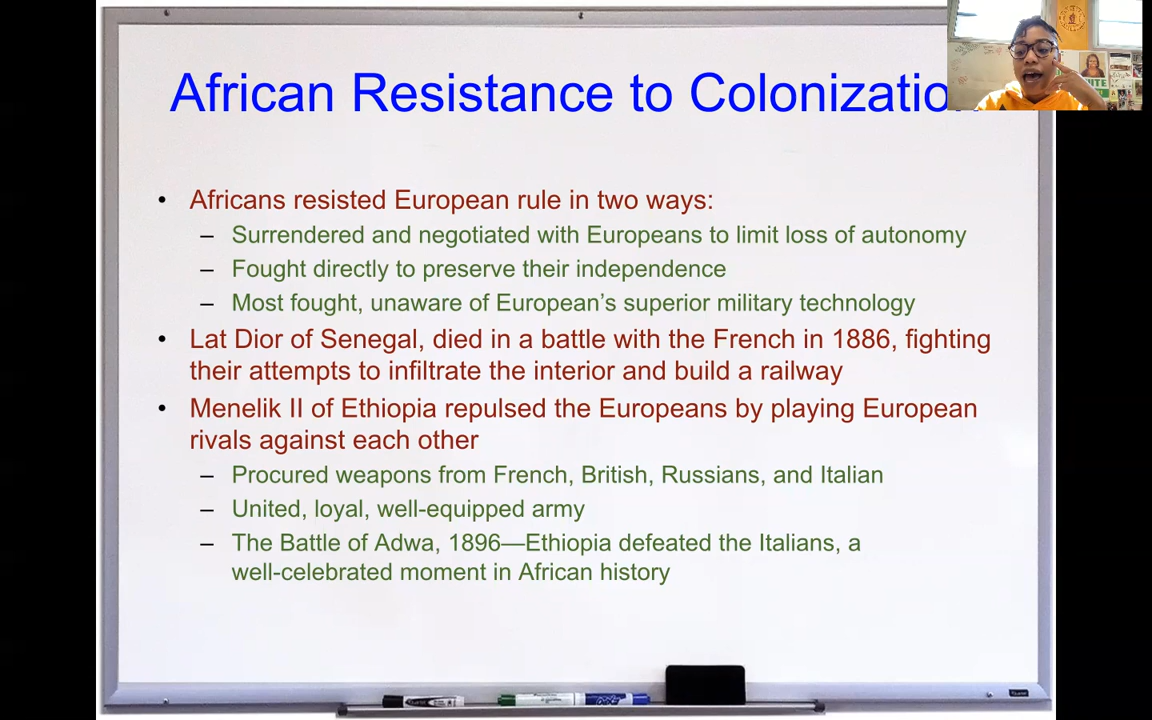 African Resistance to Colonizatio
• Africans resisted European rule in two ways:
– Surrendered and negotiated with Europeans to limit loss of autonomy
– Fought directly to preserve their independence
– Most fought, unaware of European’s superior military technology
• Lat Dior of Senegal, died in a battle with the French in 1886, fighting
their attempts to infiltrate the interior and build a railway
• Menelik II of Ethiopia repulsed the Europeans by playing European
rivals against each other
– Procured weapons from French, British, Russians, and Italian
– United, loyal, well-equipped army
– The Battle of Adwa, 1896—Ethiopia defeated the Italians, a
well-celebrated moment in African history